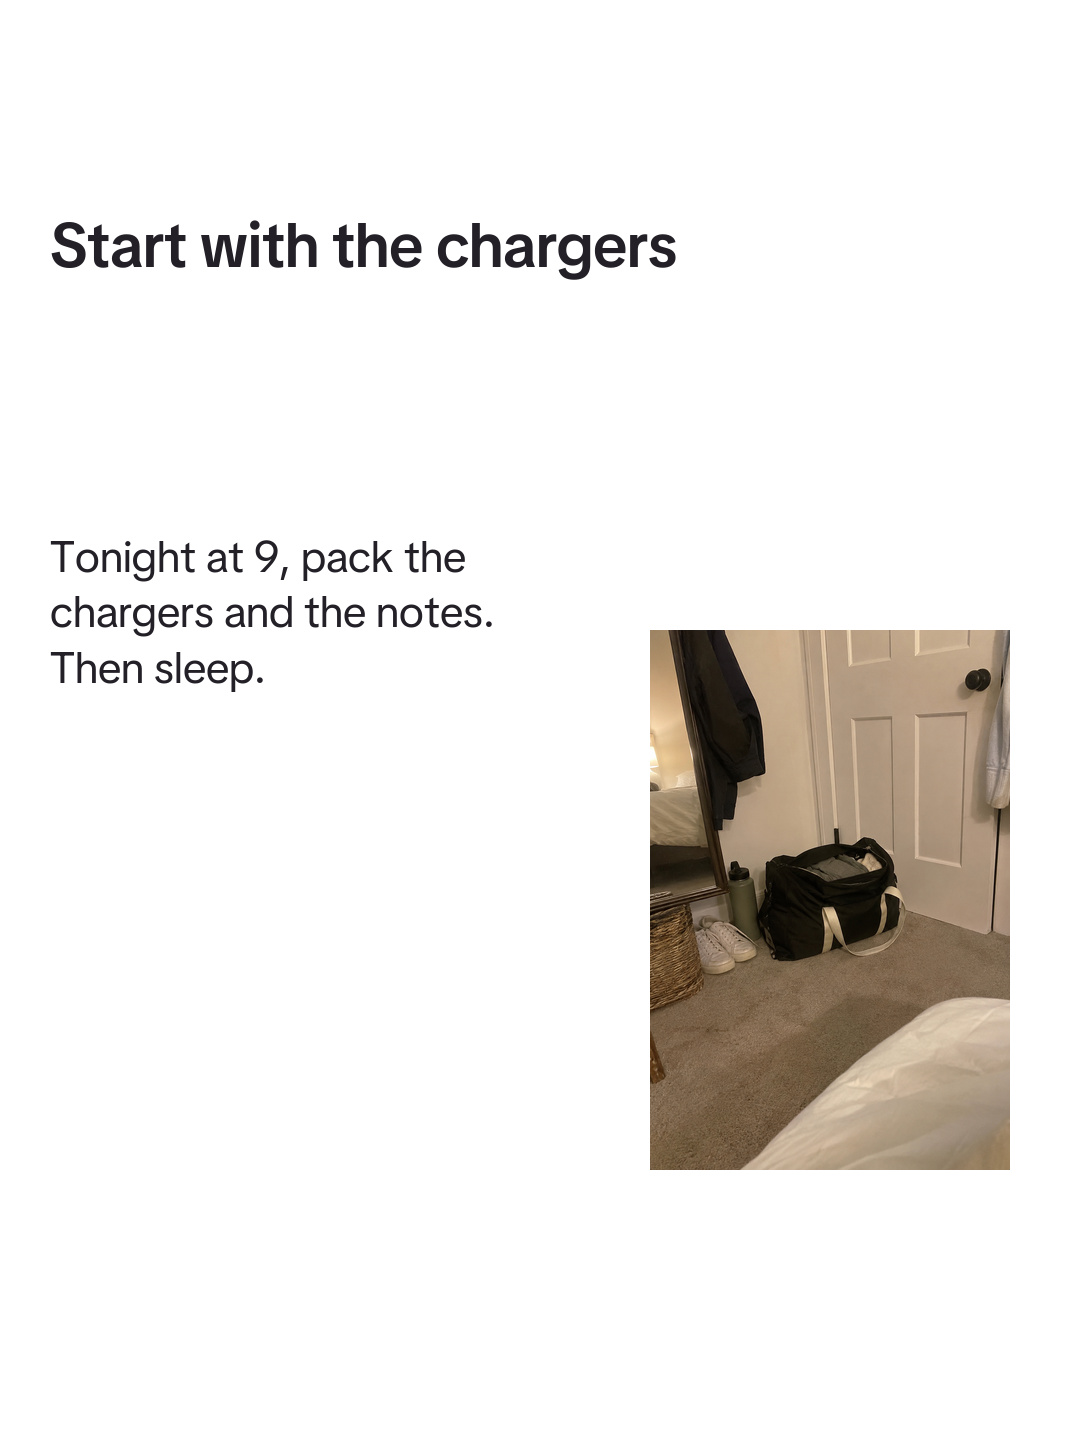 Start with the chargers
Tonight at 9, pack the
chargers and the notes.
Then sleep.